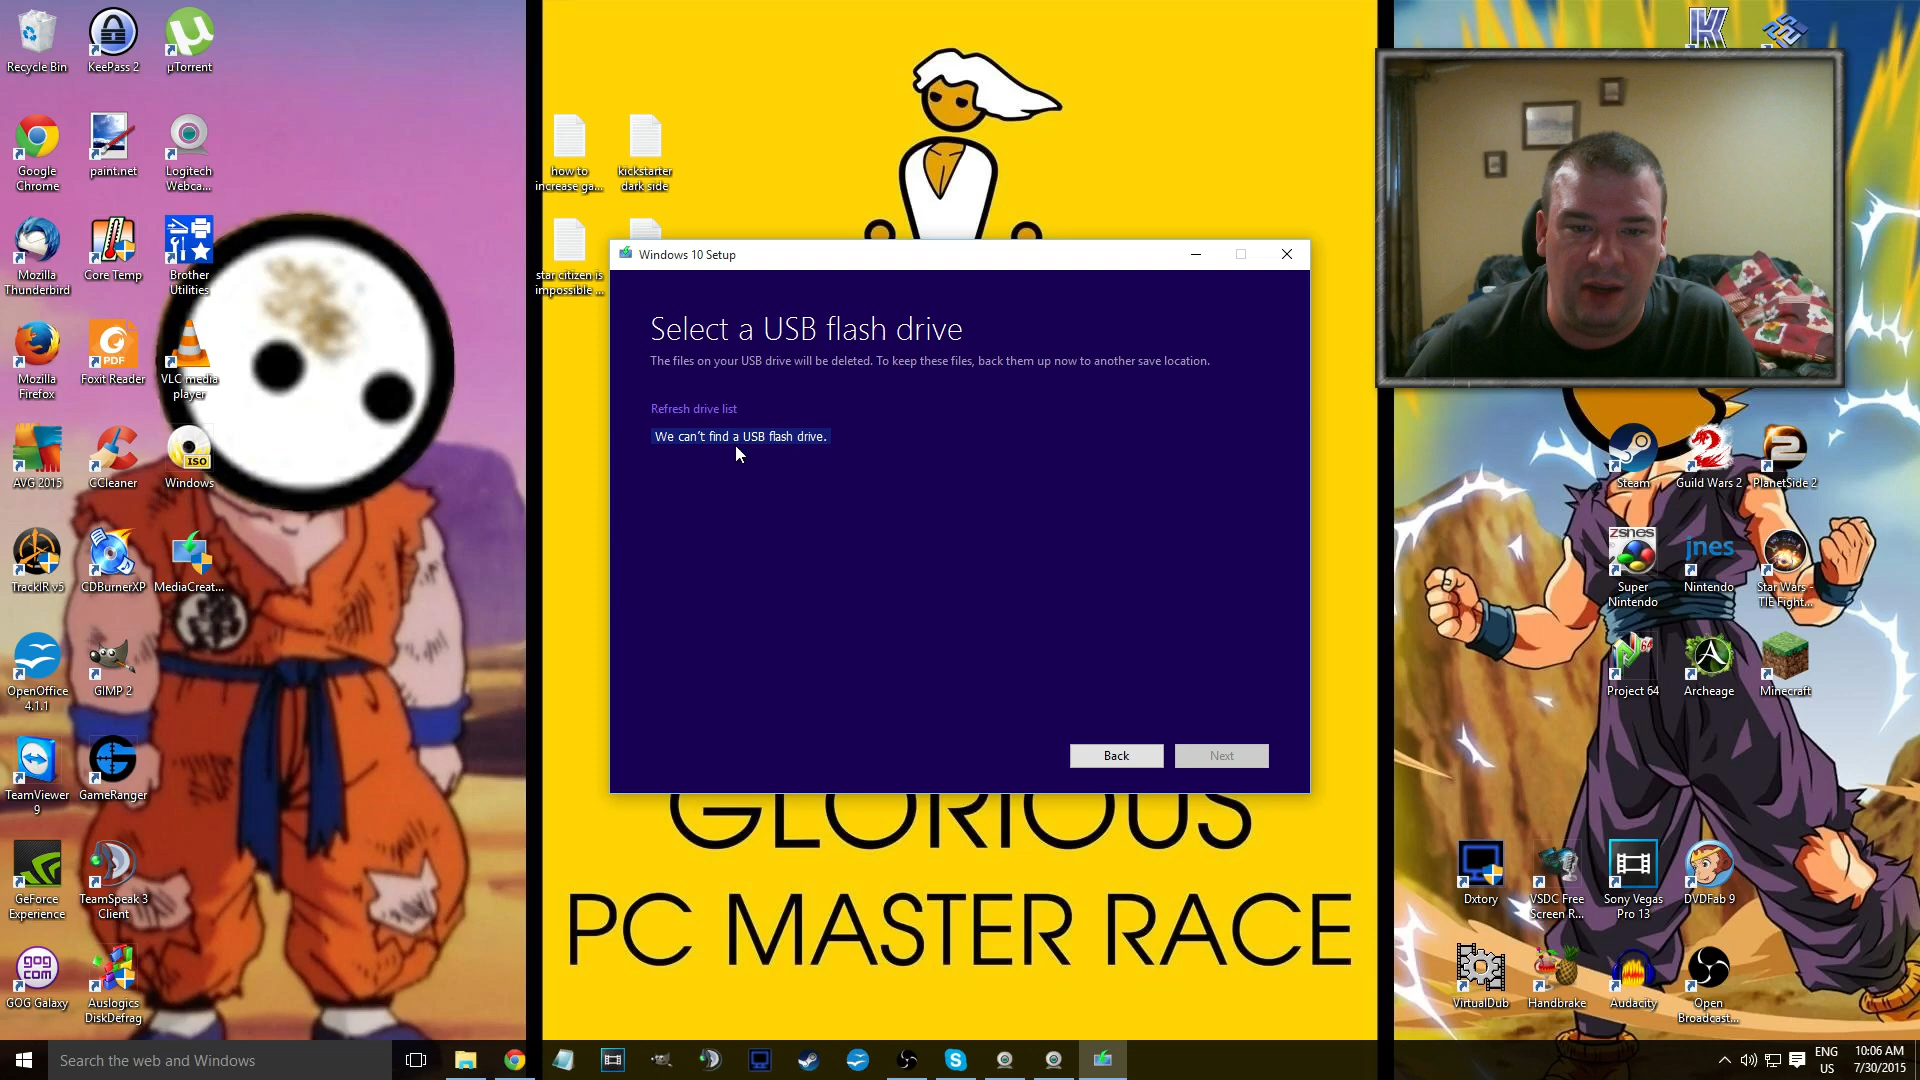 Recycle Bin
KeePass 2
µTorrent
Google
Chrome
paint.net
Logitech
Webca...
Mozilla
Thunderbird
Core Temp
Brother
Utilities
Mozilla
Firefox
PDF
Foxit Reader
VLC media
player
AVG 2015
CCleaner
ISO
Windows
TrackIR v5
CDBurnerXP
MediaCreat...
OpenOffice
4.1.1
GIMP 2
TeamViewer
9
GameRanger
GeForce
Experience
TeamSpeak 3
Client
gog
com
GOG Galaxy
Auslogics
DiskDefrag
how to
increase ga...
kickstarter
dark side
star citizen is
impossible ...
Windows 10 Setup
Select a USB flash drive
The files on your USB drive will be deleted. To keep these files, back them up now to another save location.
Refresh drive list
We can't find a USB flash drive.
Back
Next
GLORIOUS
PC MASTER RACE
K
Steam
Guild Wars 2
2
PlanetSide 2
zsnes
Super
Nintendo
jnes
Nintendo
Star Wars -
TIE Fight...
64
Project 64
Archeage
Minecraft
Dxtory
VSDC Free
Screen R...
Sony Vegas
Pro 13
DVDFab 9
VirtualDub
Handbrake
Audacity
Open
Broadcast...
Search the web and Windows
ENG
US
10:06 AM
7/30/2015